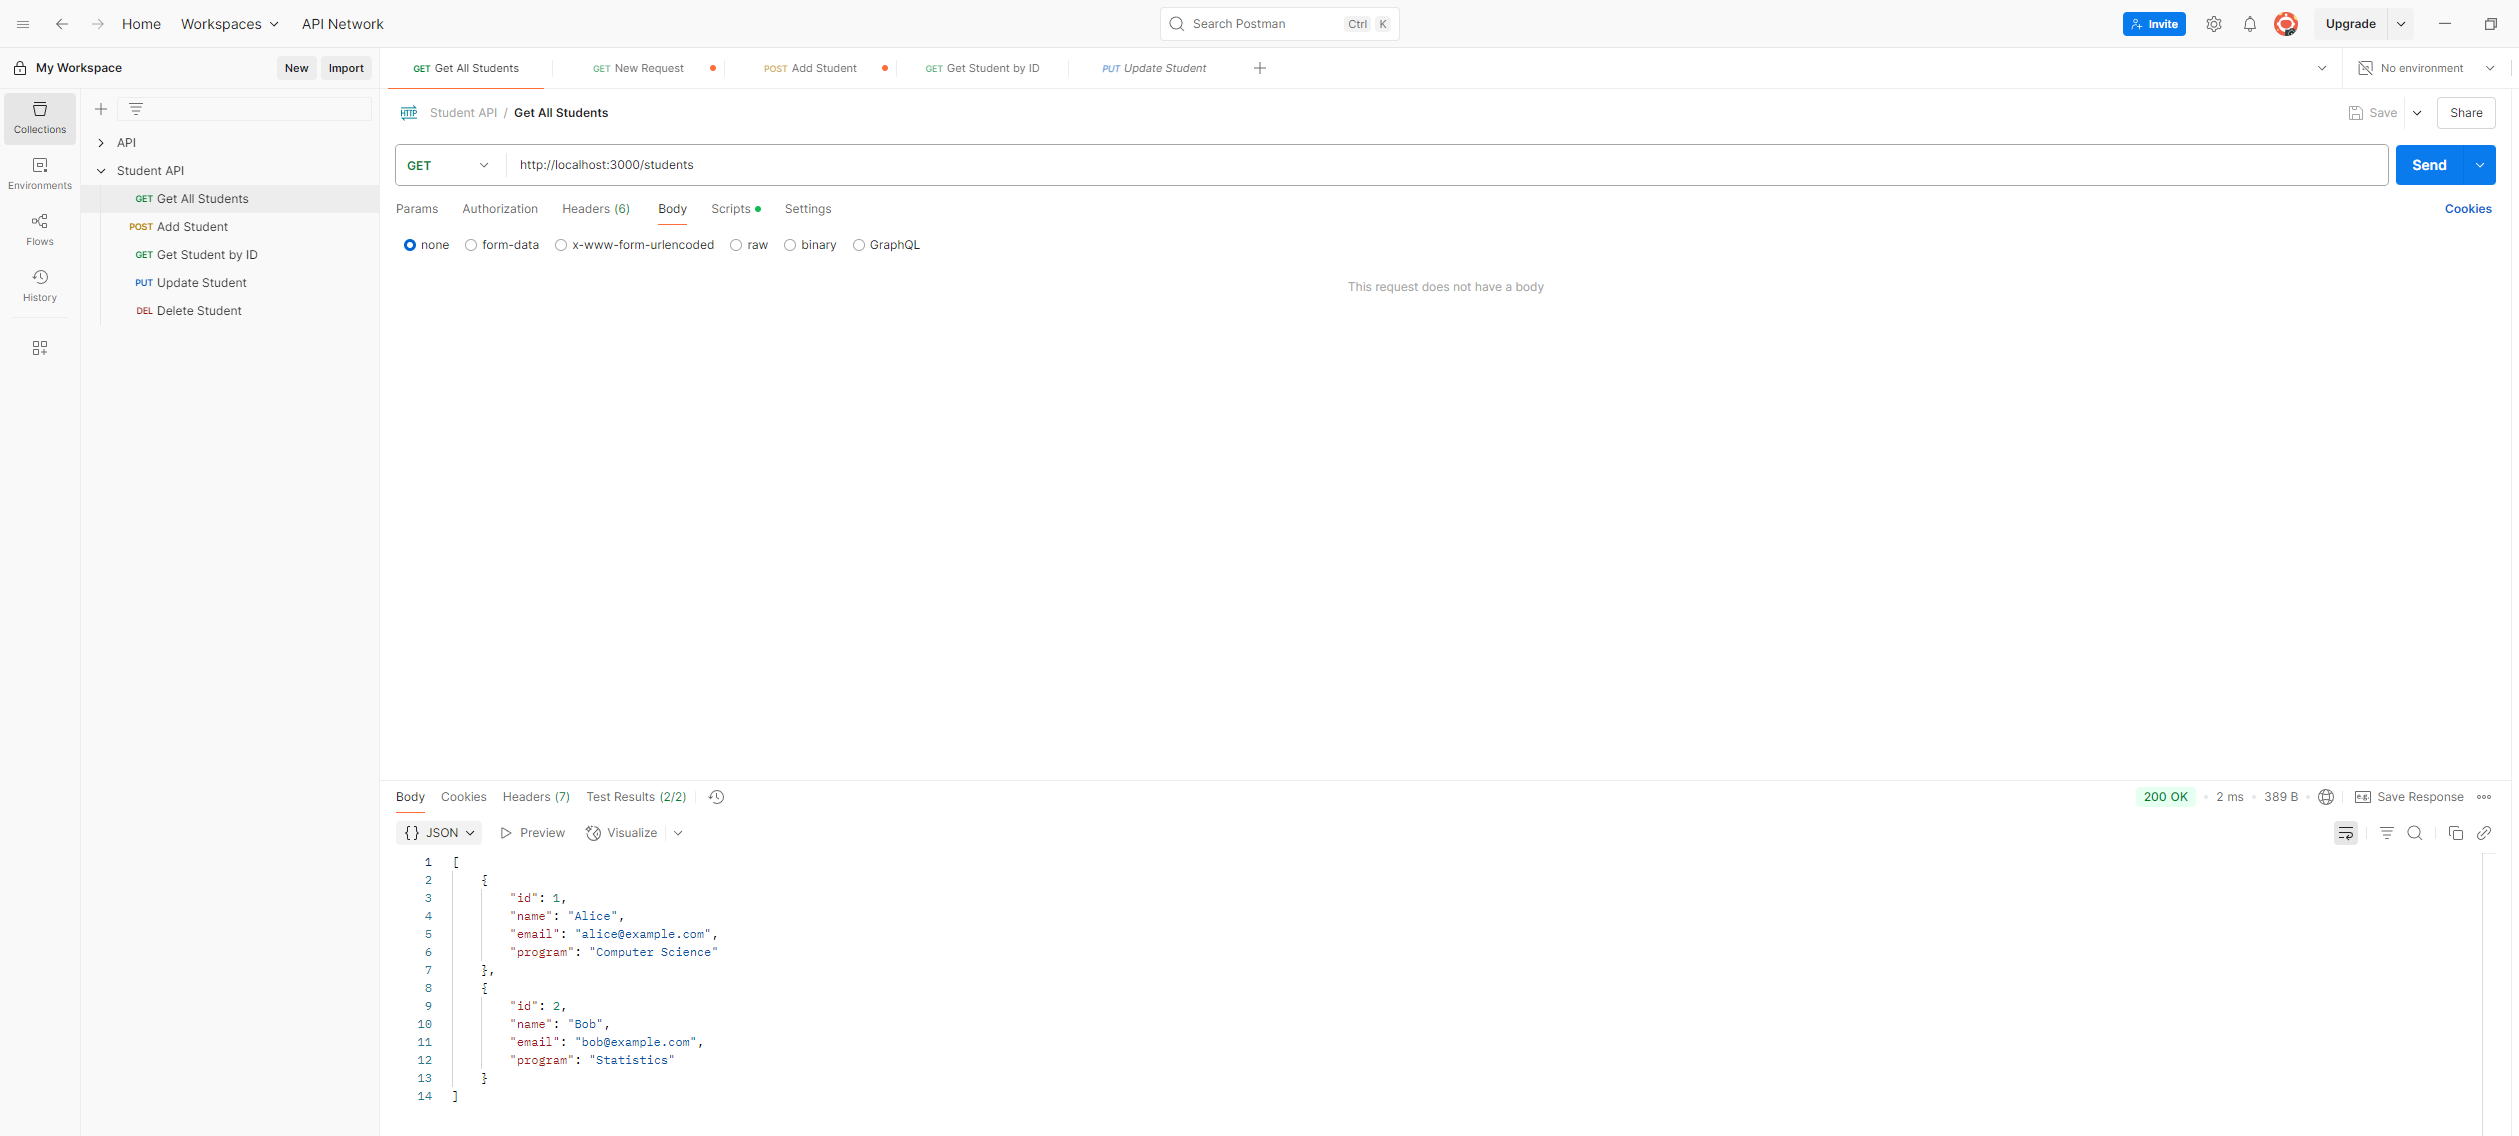 Home Workspaces API Network Search Postman Ctrl K Invite Upgrade
My Workspace New Import GET Get All Students GET New Request POST Add Student GET Get Student by ID PUT Update Student No environment
Collections
Environments
Flows
History
API
Student API
GET Get All Students
POST Add Student
GET Get Student by ID
PUT Update Student
DEL Delete Student
HTTP Student API / Get All Students Save Share
GET http://localhost:3000/students Send
Params Authorization Headers (6) Body Scripts Settings Cookies
none form-data x-www-form-urlencoded raw binary GraphQL
This request does not have a body
Body Cookies Headers (7) Test Results (2/2) 200 OK • 2 ms • 389 B • e.g. Save Response
{} JSON Preview Visualize
1 [
2 {
3 "id": 1,
4 "name": "Alice",
5 "email": "alice@example.com",
6 "program": "Computer Science"
7 },
8 {
9 "id": 2,
10 "name": "Bob",
11 "email": "bob@example.com",
12 "program": "Statistics"
13 }
14 ]